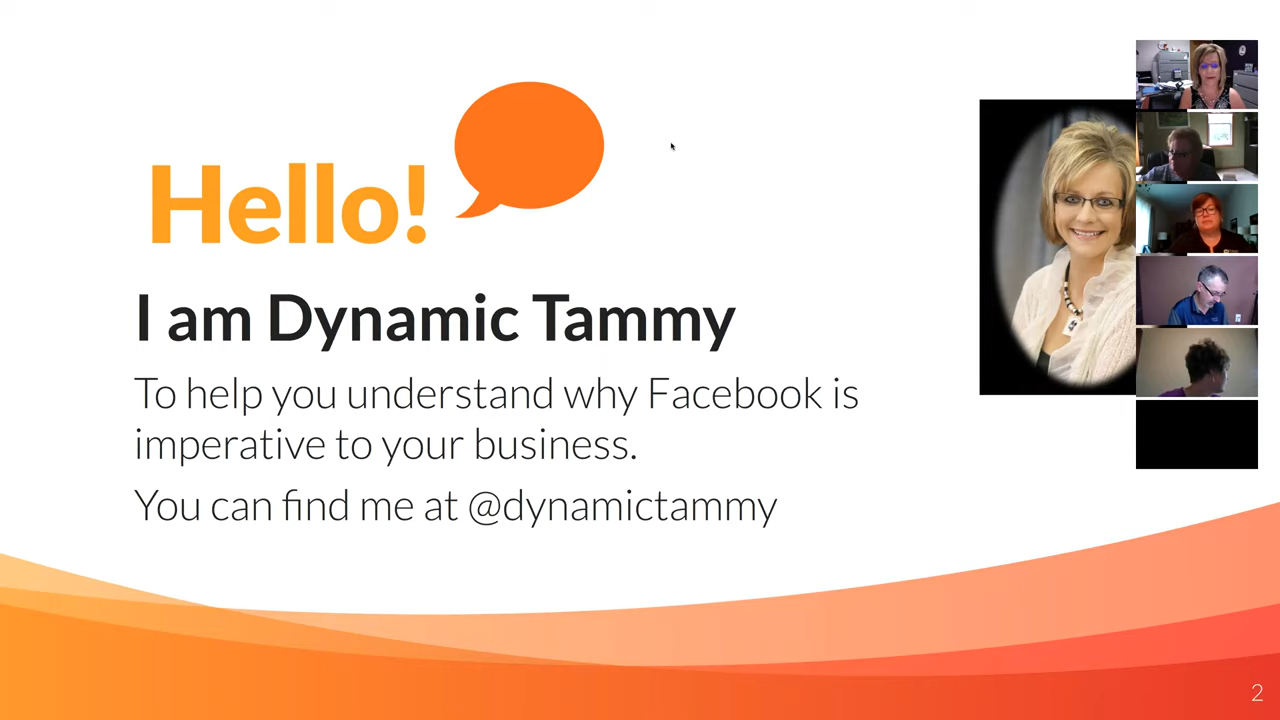 Hello!
I am Dynamic Tammy
To help you understand why Facebook is
imperative to your business.
You can find me at @dynamictammy
2